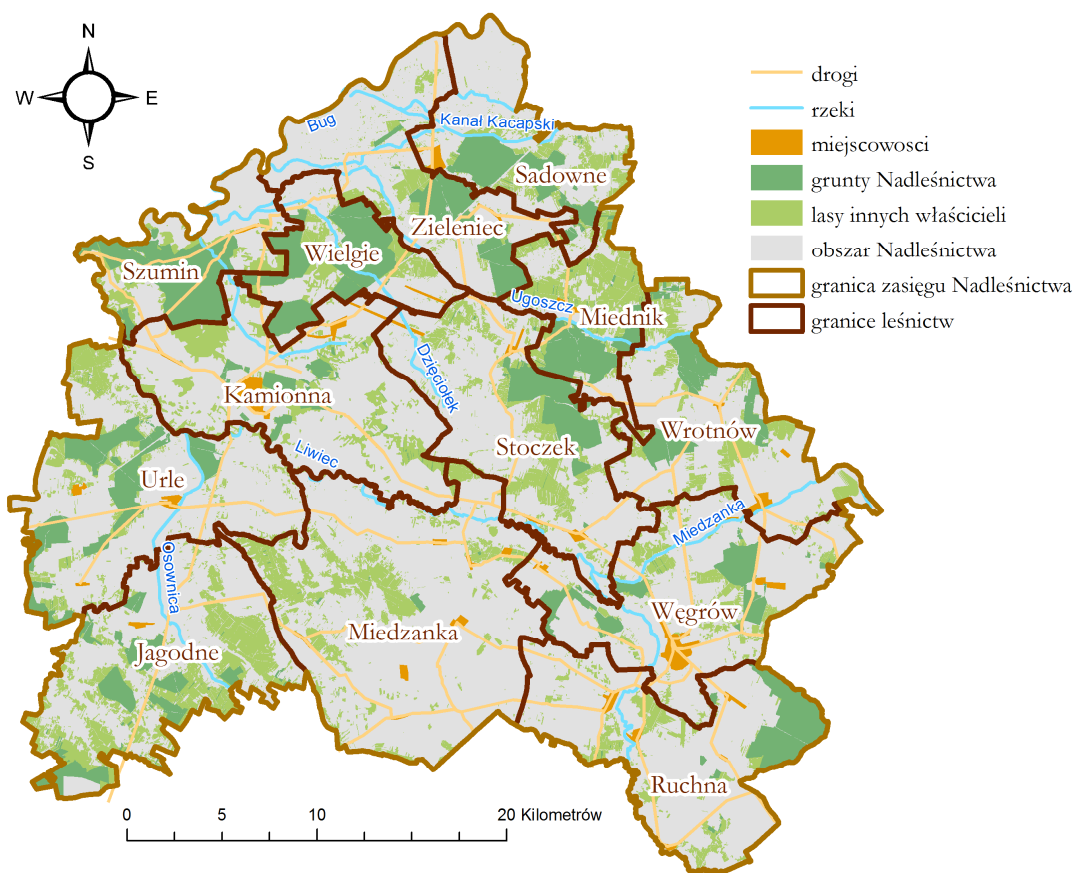 N
W
E
S
drogi
rzeki
miejscowosci
grunty Nadleśnictwa
lasy innych właścicieli
obszar Nadleśnictwa
granica zasięgu Nadleśnictwa
granice leśnictw
Bug
Kanał Kacapski
Sadowne
Zieleniec
Wielgie
Szumin
Ugoszcz
Miednik
Dzięciołek
Kamionna
Wrotnów
Stoczek
Liwiec
Urle
Miedzanka
Osownica
Węgrów
Miedzanka
Jagodne
Ruchna
0 5 10 20 Kilometrów